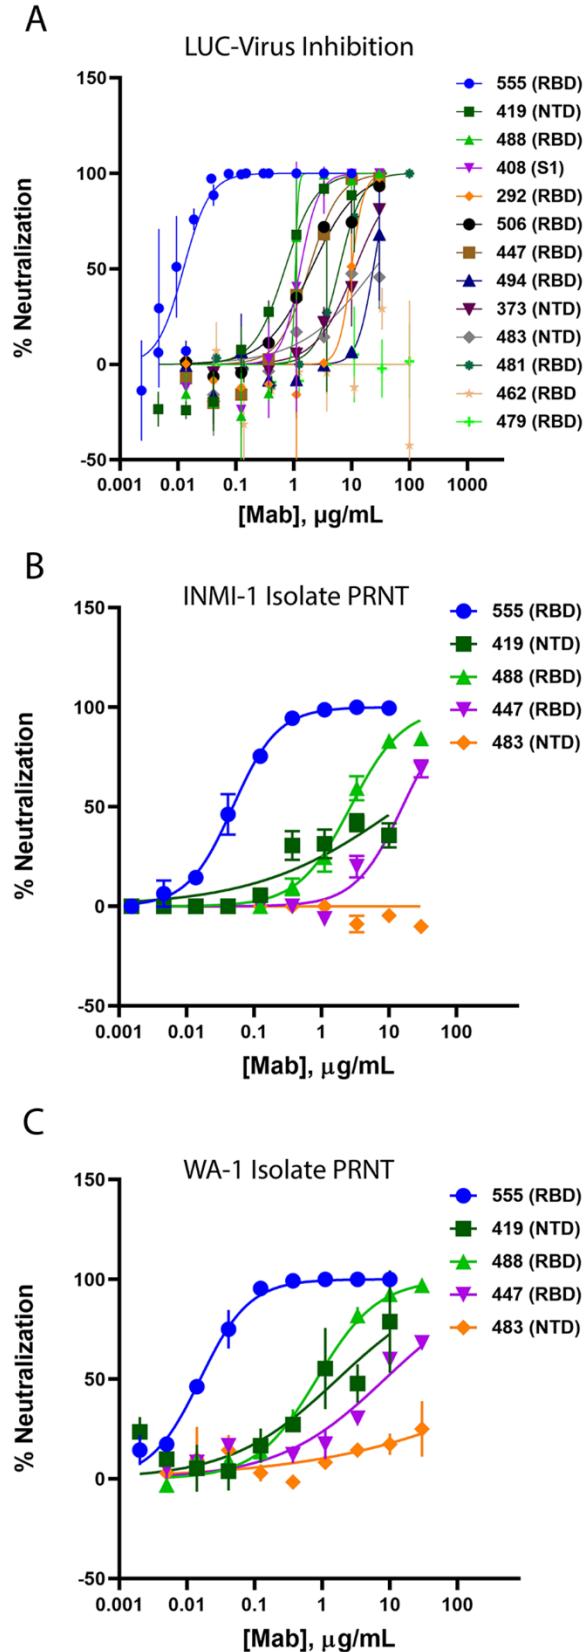 A
LUC-Virus Inhibition
% Neutralization
150
100
50
0
-50
0.001 0.01 0.1 1 10 100 1000
[Mab], µg/mL
555 (RBD)
419 (NTD)
488 (RBD)
408 (S1)
292 (RBD)
506 (RBD)
447 (RBD)
494 (RBD)
373 (NTD)
483 (NTD)
481 (RBD)
462 (RBD
479 (RBD)
B
INMI-1 Isolate PRNT
% Neutralization
150
100
50
0
-50
0.001 0.01 0.1 1 10 100
[Mab], µg/mL
555 (RBD)
419 (NTD)
488 (RBD)
447 (RBD)
483 (NTD)
C
WA-1 Isolate PRNT
% Neutralization
150
100
50
0
-50
0.001 0.01 0.1 1 10 100
[Mab], µg/mL
555 (RBD)
419 (NTD)
488 (RBD)
447 (RBD)
483 (NTD)